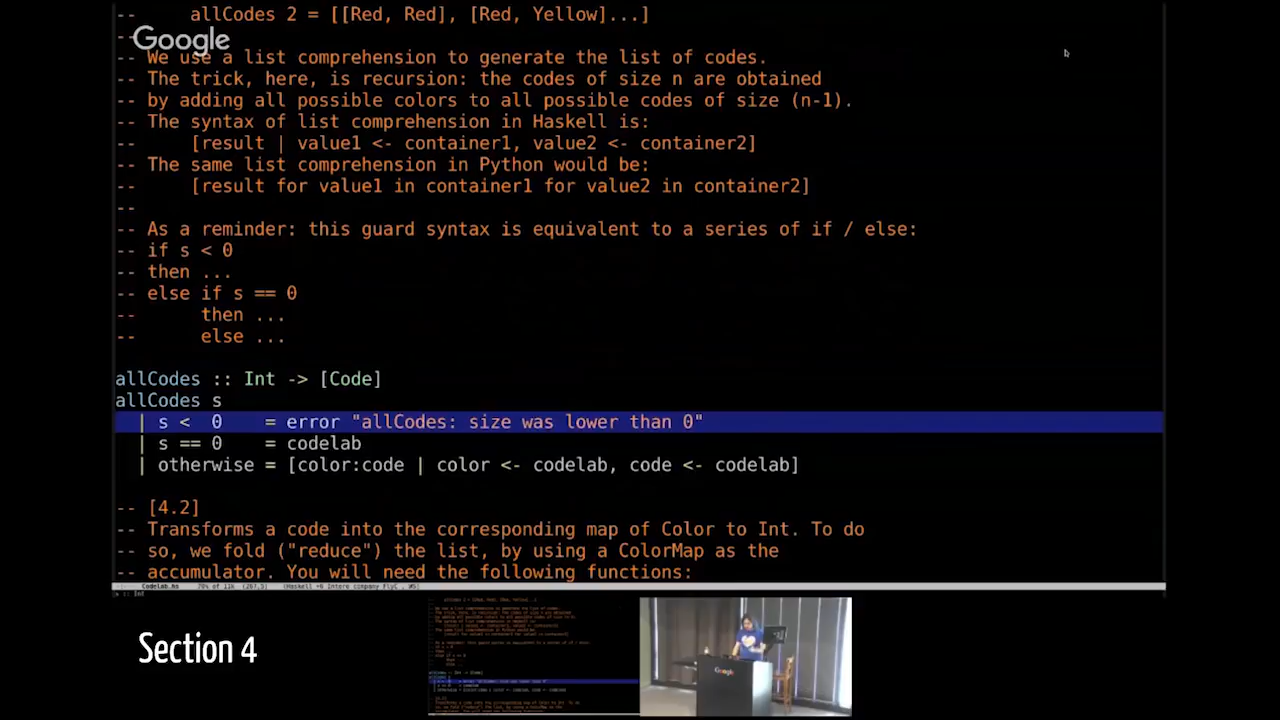 --     allCodes 2 = [[Red, Red], [Red, Yellow]...]
--
Google
-- We use a list comprehension to generate the list of codes.
-- The trick, here, is recursion: the codes of size n are obtained
-- by adding all possible colors to all possible codes of size (n-1).
-- The syntax of list comprehension in Haskell is:
--     [result | value1 <- container1, value2 <- container2]
-- The same list comprehension in Python would be:
--     [result for value1 in container1 for value2 in container2]
--
-- As a reminder: this guard syntax is equivalent to a series of if / else:
-- if s < 0
-- then ...
-- else if s == 0
--      then ...
--      else ...
allCodes :: Int -> [Code]
allCodes s
  | s <  0    = error "allCodes: size was lower than 0"
  | s == 0    = codelab
  | otherwise = [color:code | color <- codelab, code <- codelab]
-- [4.2]
-- Transforms a code into the corresponding map of Color to Int. To do
-- so, we fold ("reduce") the list, by using a ColorMap as the
-- accumulator. You will need the following functions:
Codelab.hs
s :: Int
Section 4
Google